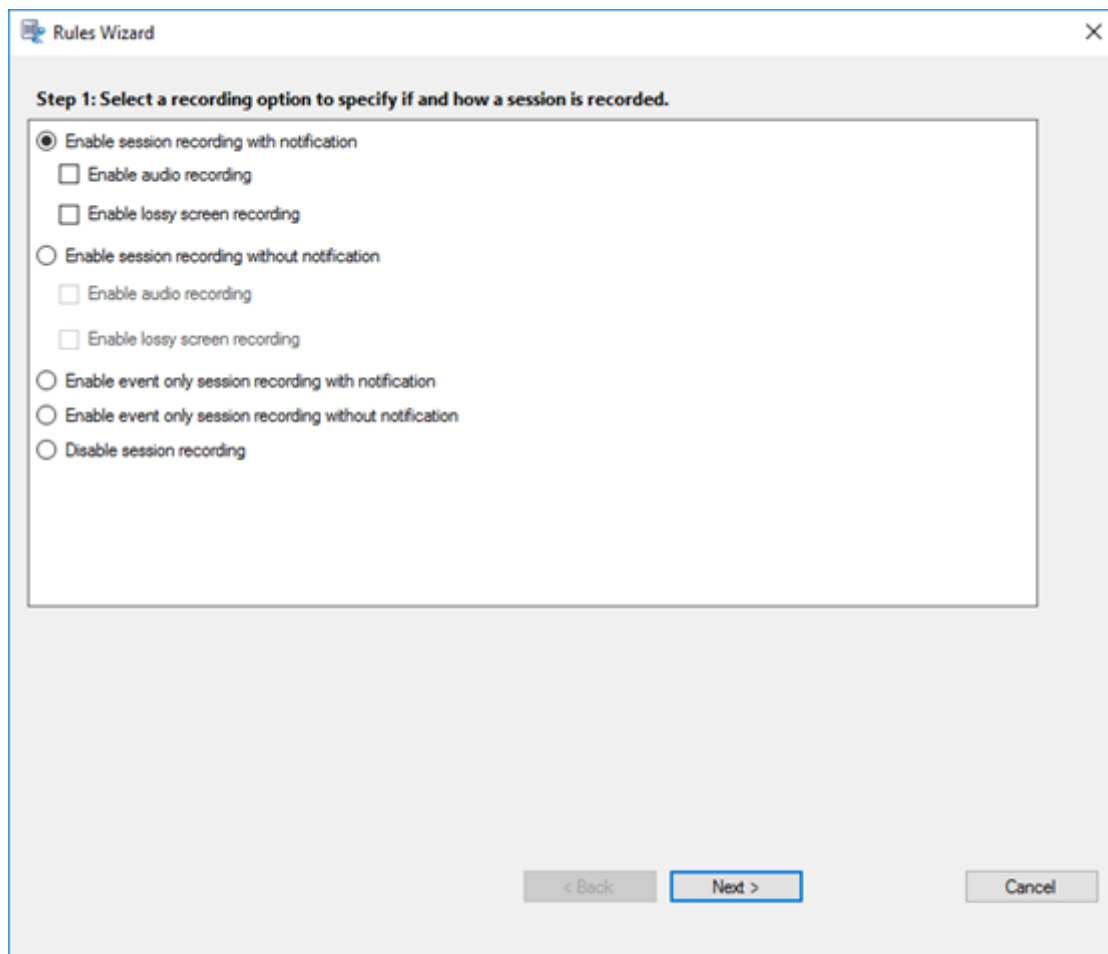 Rules Wizard
Step 1: Select a recording option to specify if and how a session is recorded.
Enable session recording with notification
Enable audio recording
Enable lossy screen recording
Enable session recording without notification
Enable audio recording
Enable lossy screen recording
Enable event only session recording with notification
Enable event only session recording without notification
Disable session recording
< Back
Next >
Cancel